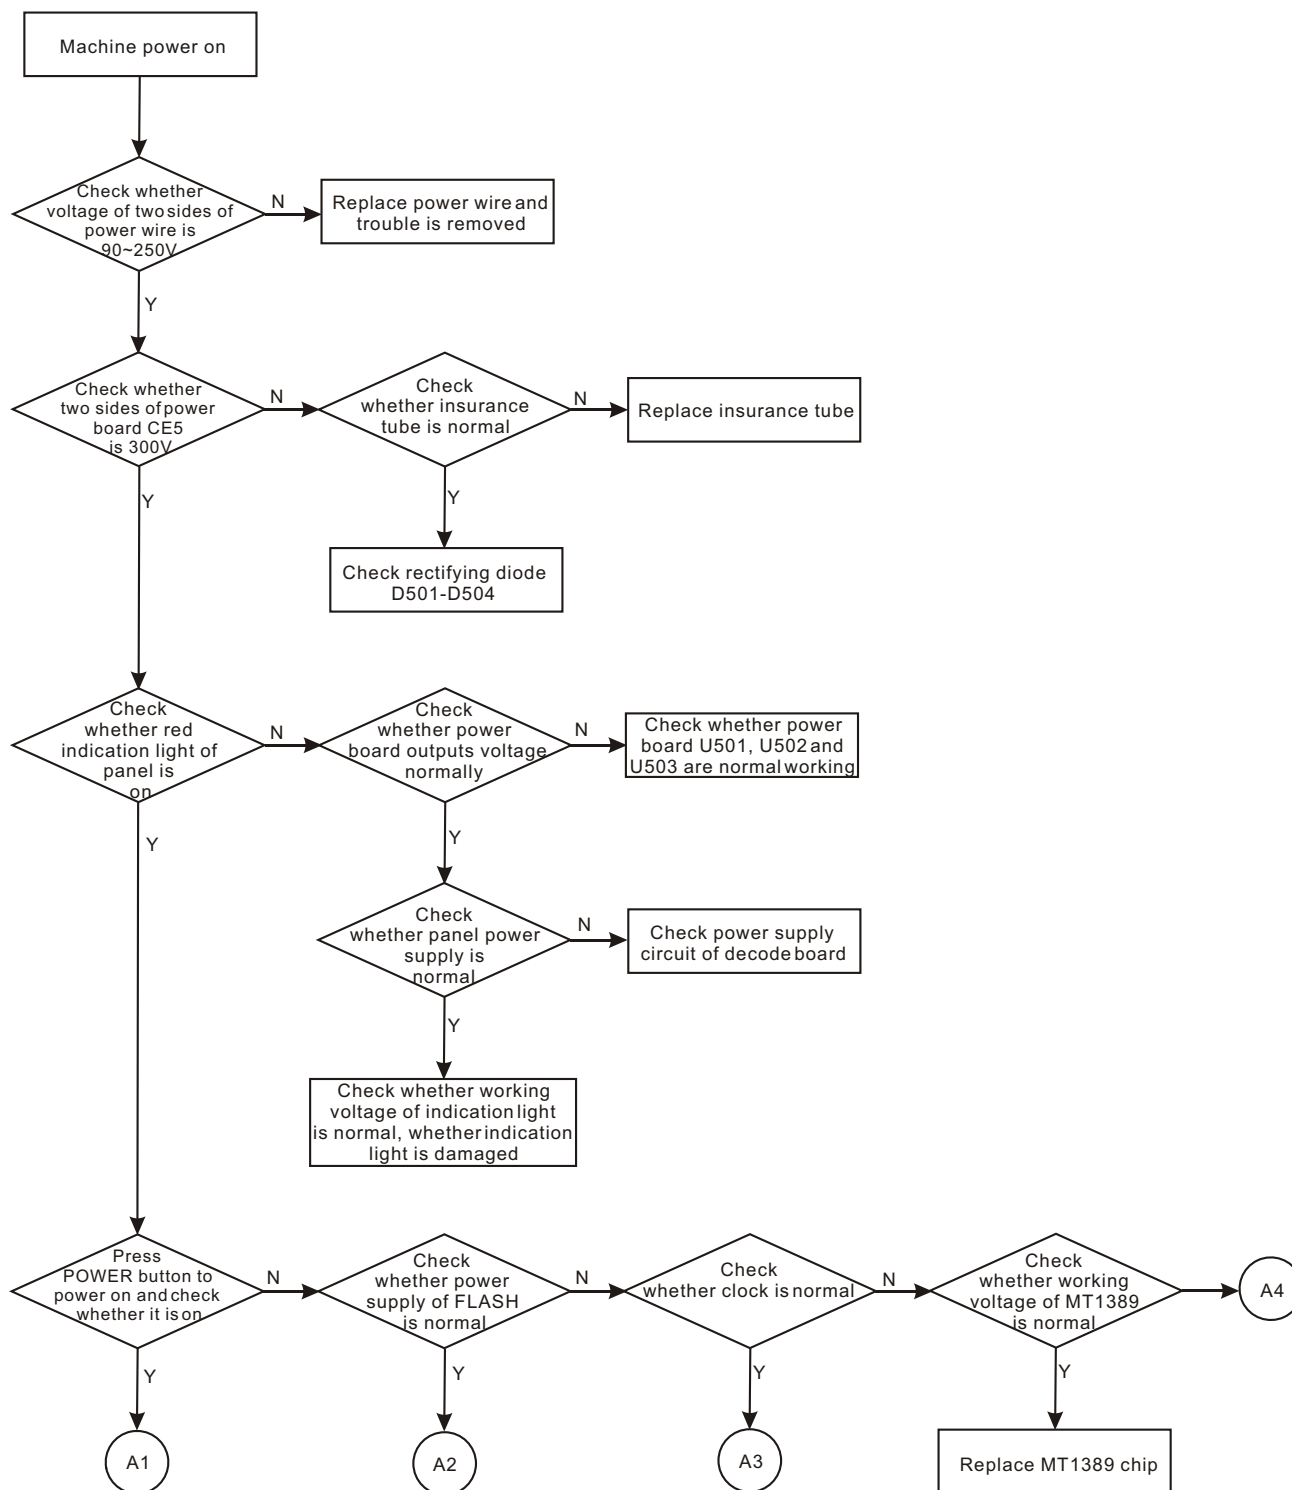 Machine power on
Check whether
voltage of two sides of
power wire is
90~250V
N
Replace power wire and
trouble is removed
Y
Check whether
two sides of power
board CE5
is 300V
N
Check
whether insurance
tube is normal
N
Replace insurance tube
Y
Y
Check rectifying diode
D501-D504
Check
whether red
indication light of
panel is
on
N
Check
whether power
board outputs voltage
normally
N
Check whether power
board U501, U502 and
U503 are normal working
Y
Y
Check
whether panel power
supply is
normal
N
Check power supply
circuit of decode board
Y
Check whether working
voltage of indication light
is normal, whether indication
light is damaged
Press
POWER button to
power on and check
whether it is on
N
Check
whether power
supply of FLASH
is normal
N
Check
whether clock is normal
N
Check
whether working
voltage of MT1389
is normal
A4
Y
Y
Y
Y
A1
A2
A3
Replace MT1389 chip